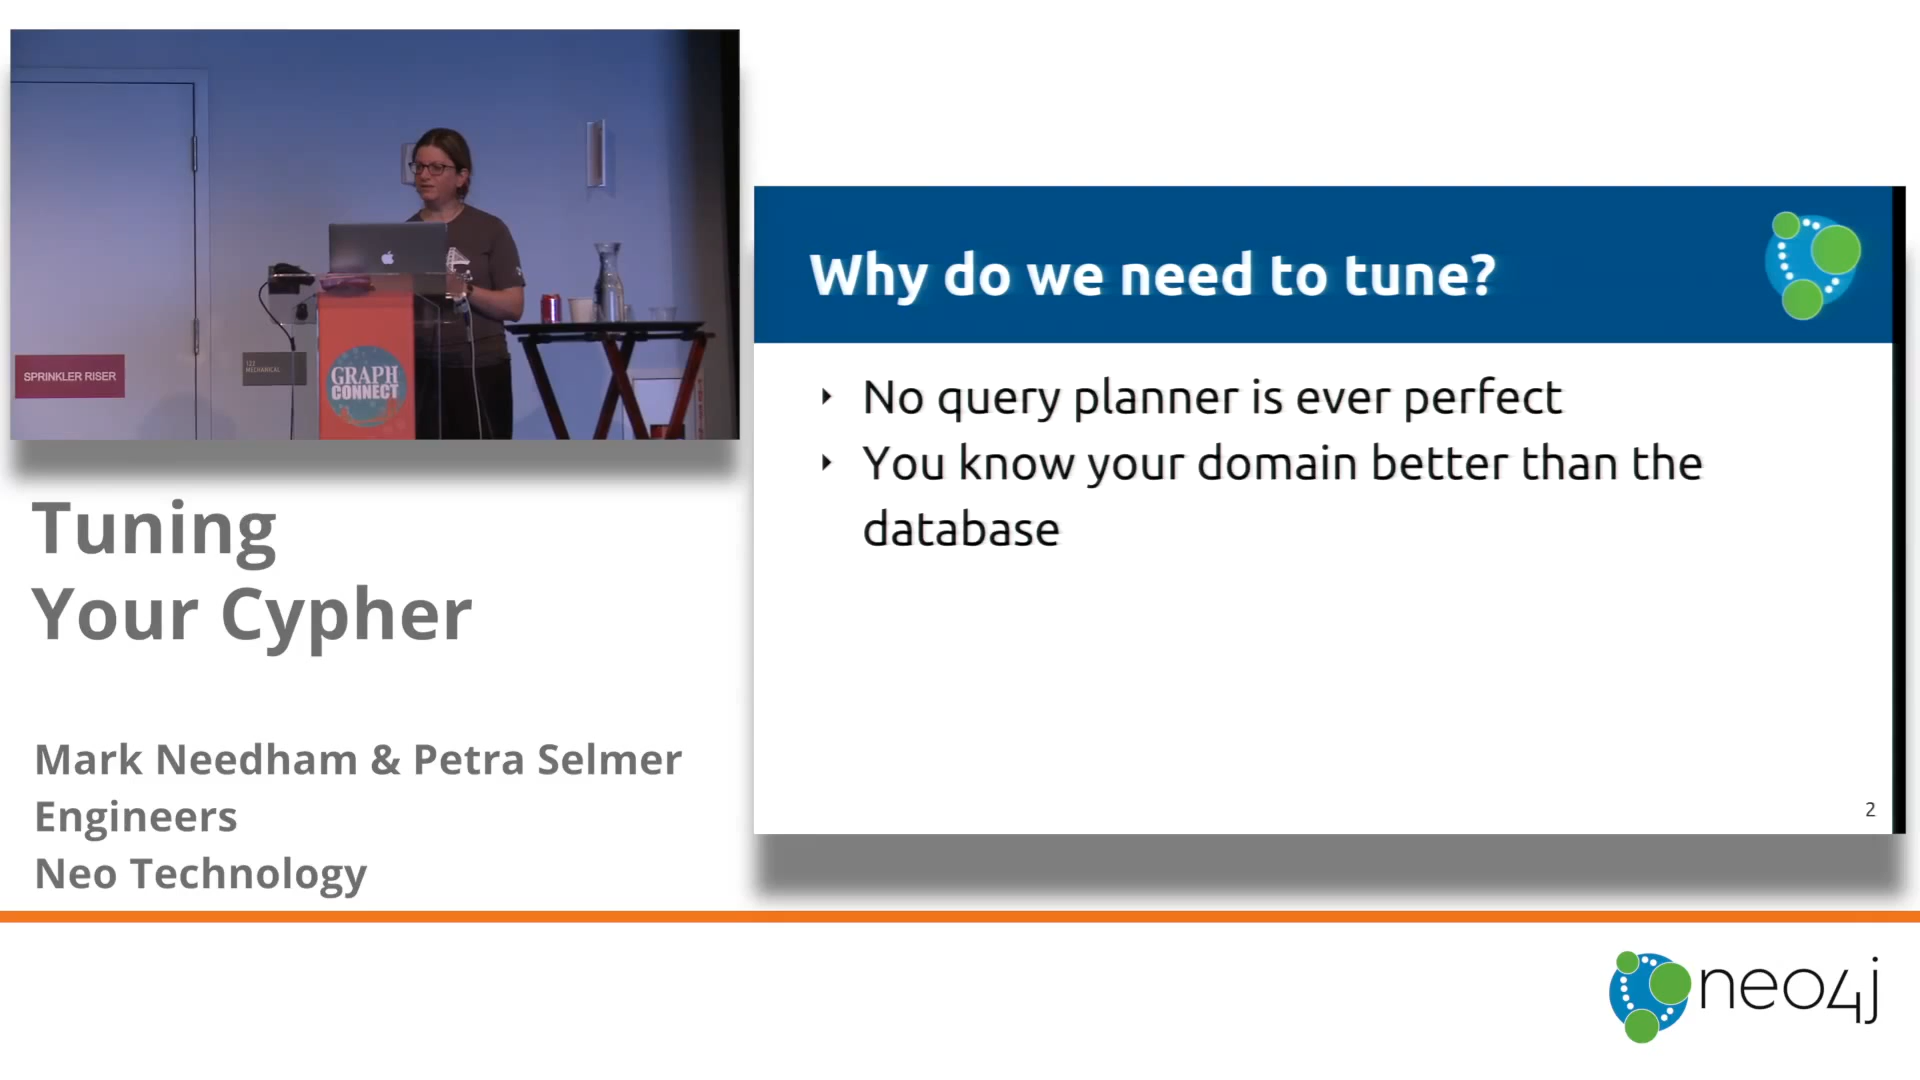 SPRINKLER RISER
MECHANICAL
GRAPH
CONNECT
Tuning
Your Cypher
Mark Needham & Petra Selmer
Engineers
Neo Technology
Why do we need to tune?
‣ No query planner is ever perfect
‣ You know your domain better than the
database
2
neo4j